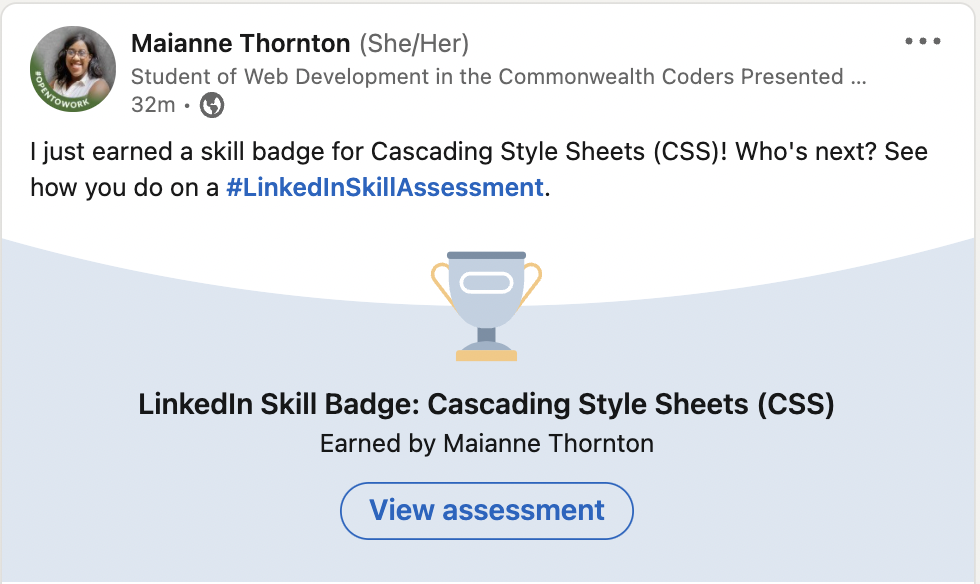 Maianne Thornton (She/Her)
Student of Web Development in the Commonwealth Coders Presented ...
32m •
#OPENTOWORK
I just earned a skill badge for Cascading Style Sheets (CSS)! Who's next? See
how you do on a #LinkedInSkillAssessment.
LinkedIn Skill Badge: Cascading Style Sheets (CSS)
Earned by Maianne Thornton
View assessment